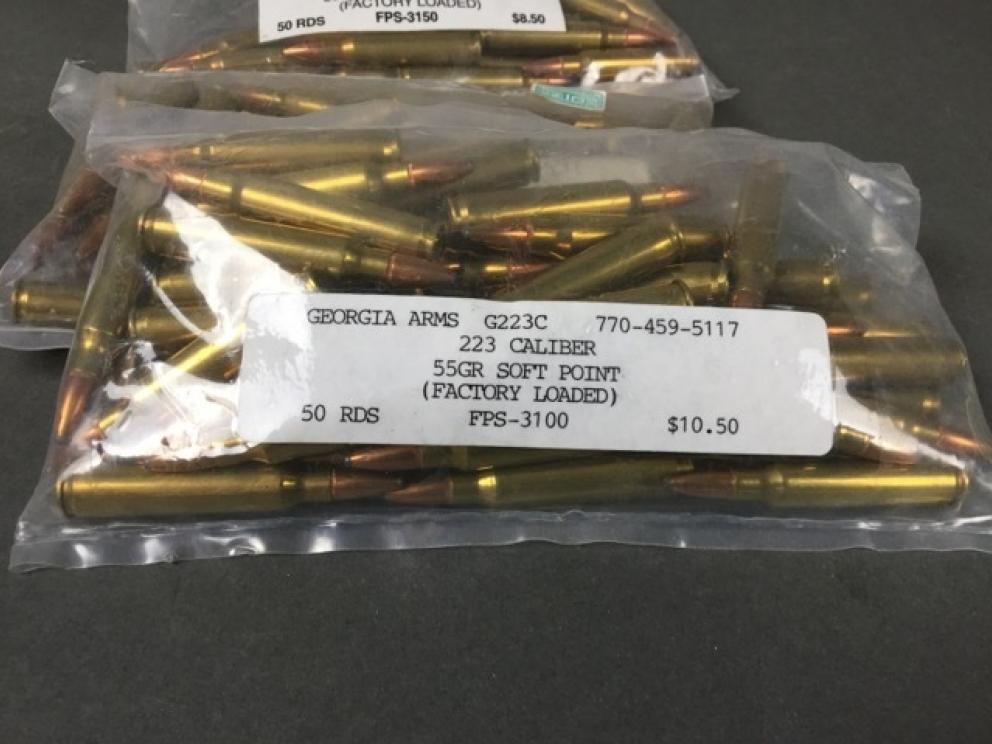 (FACTORY LOADED)
50 RDS FPS-3150 $8.50
GEORGIA ARMS G223C 770-459-5117
223 CALIBER
55GR SOFT POINT
(FACTORY LOADED)
50 RDS FPS-3100 $10.50